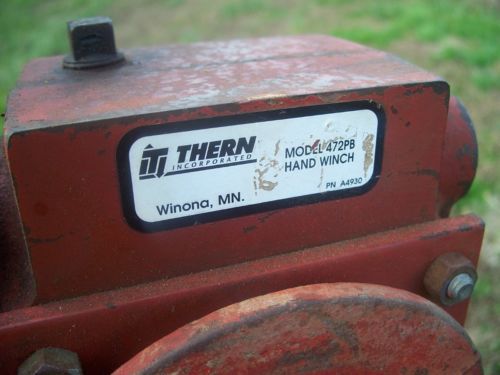 THERN
INCORPORATED
MODEL 472PB
HAND WINCH
PN A4930
Winona, MN.